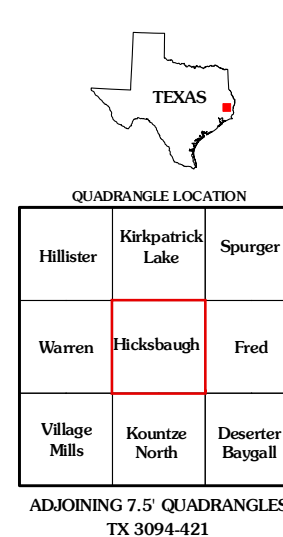 TEXAS
QUADRANGLE LOCATION
Hillister
Kirkpatrick
Lake
Spurger
Warren
Hicksbaugh
Fred
Village
Mills
Kountze
North
Deserter
Baygall
ADJOINING 7.5' QUADRANGLES
TX 3094-421